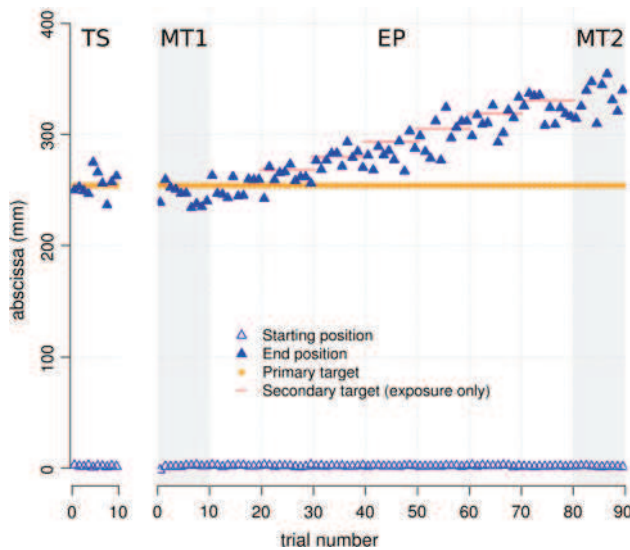 TS MT1 EP MT2
400
300
200
100
0
abscissa (mm)
Starting position
End position
Primary target
Secondary target (exposure only)
0 10 0 10 20 30 40 50 60 70 80 90
trial number